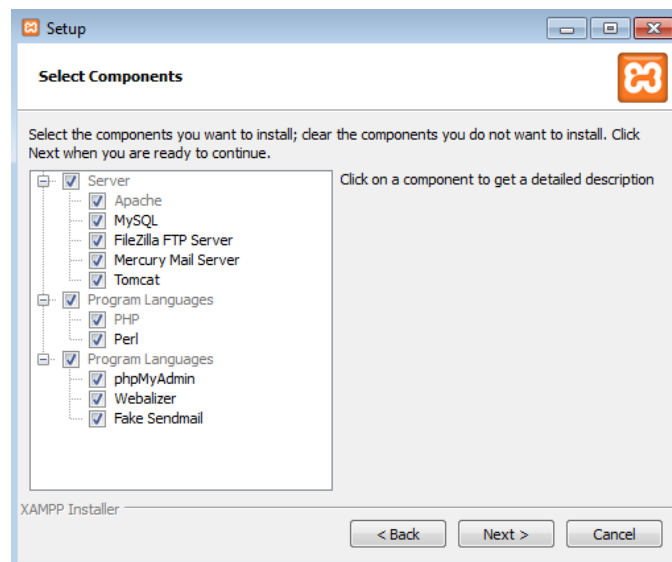 Setup
Select Components
Select the components you want to install; clear the components you do not want to install. Click
Next when you are ready to continue.
Server
Apache
MySQL
FileZilla FTP Server
Mercury Mail Server
Tomcat
Program Languages
PHP
Perl
Program Languages
phpMyAdmin
Webalizer
Fake Sendmail
Click on a component to get a detailed description
XAMPP Installer
< Back
Next >
Cancel